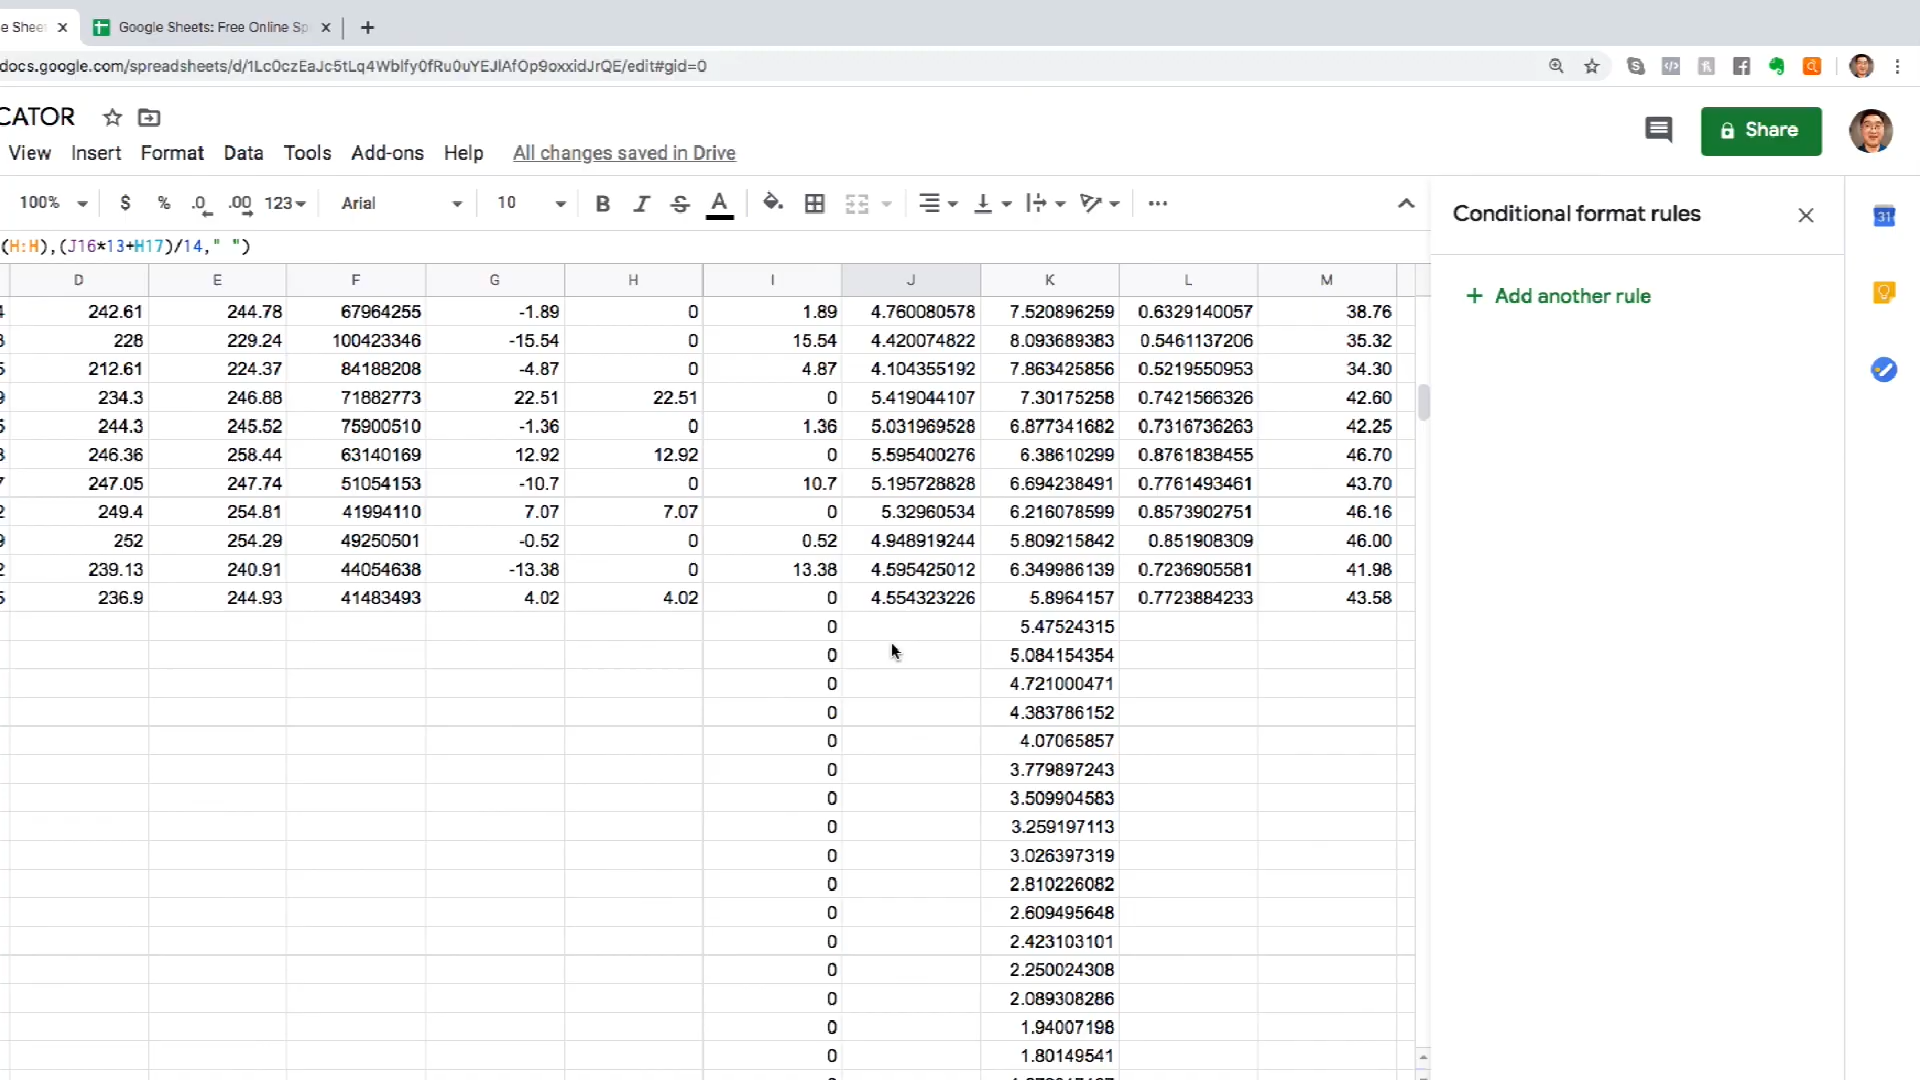 e Shee
Google Sheets: Free Online Sp
docs.google.com/spreadsheets/d/1Lc0czEaJc5tLq4Wblfy0fRu0uYEJlAfOp9oxxidJrQE/edit#gid=0
CATOR
View Insert Format Data Tools Add-ons Help All changes saved in Drive
Share
100% $ % .0 .00 123 Arial 10 B I S A
Conditional format rules
(H:H),(J16*13+H17)/14," ")
Add another rule
31
D E F G H I J K L M
242.61 244.78 67964255 -1.89 0 1.89 4.760080578 7.520896259 0.6329140057 38.76
228 229.24 100423346 -15.54 0 15.54 4.420074822 8.093689383 0.5461137206 35.32
212.61 224.37 84188208 -4.87 0 4.87 4.104355192 7.863425856 0.5219550953 34.30
234.3 246.88 71882773 22.51 22.51 0 5.419044107 7.30175258 0.7421566326 42.60
244.3 245.52 75900510 -1.36 0 1.36 5.031969528 6.877341682 0.7316736263 42.25
246.36 258.44 63140169 12.92 12.92 0 5.595400276 6.38610299 0.8761838455 46.70
247.05 247.74 51054153 -10.7 0 10.7 5.195728828 6.694238491 0.7761493461 43.70
249.4 254.81 41994110 7.07 7.07 0 5.32960534 6.216078599 0.8573902751 46.16
252 254.29 49250501 -0.52 0 0.52 4.948919244 5.809215842 0.851908309 46.00
239.13 240.91 44054638 -13.38 0 13.38 4.595425012 6.349986139 0.7236905581 41.98
236.9 244.93 41483493 4.02 4.02 0 4.554323226 5.8964157 0.7723884233 43.58
0 5.47524315
0 5.084154354
0 4.721000471
0 4.383786152
0 4.07065857
0 3.779897243
0 3.509904583
0 3.259197113
0 3.026397319
0 2.810226082
0 2.609495648
0 2.423103101
0 2.250024308
0 2.089308286
0 1.94007198
0 1.80149541